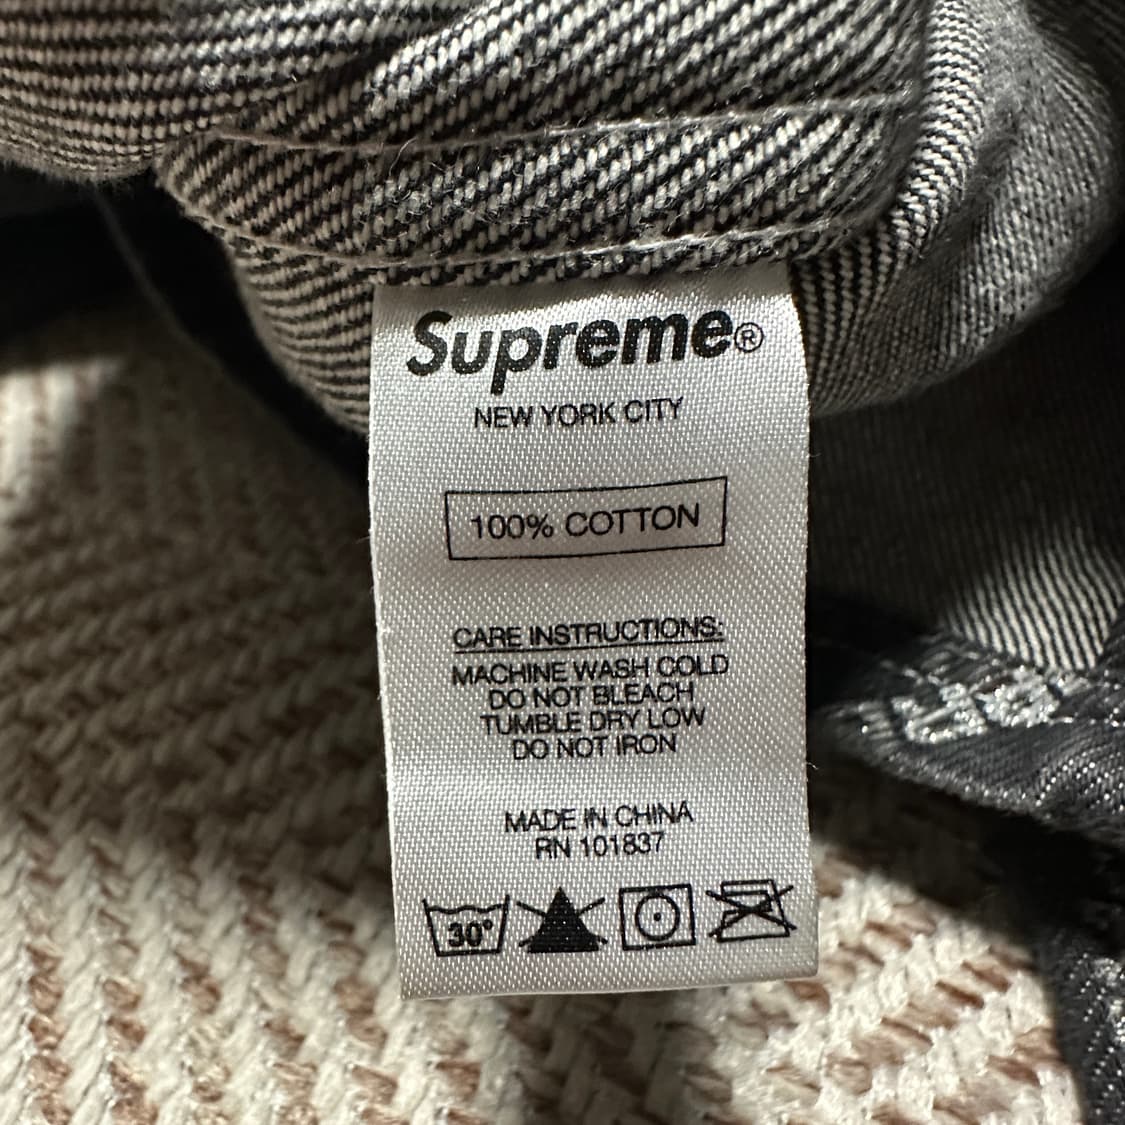 Supreme®
NEW YORK CITY
100% COTTON
CARE INSTRUCTIONS:
MACHINE WASH COLD
DO NOT BLEACH
TUMBLE DRY LOW
DO NOT IRON
MADE IN CHINA
RN 101837
30°